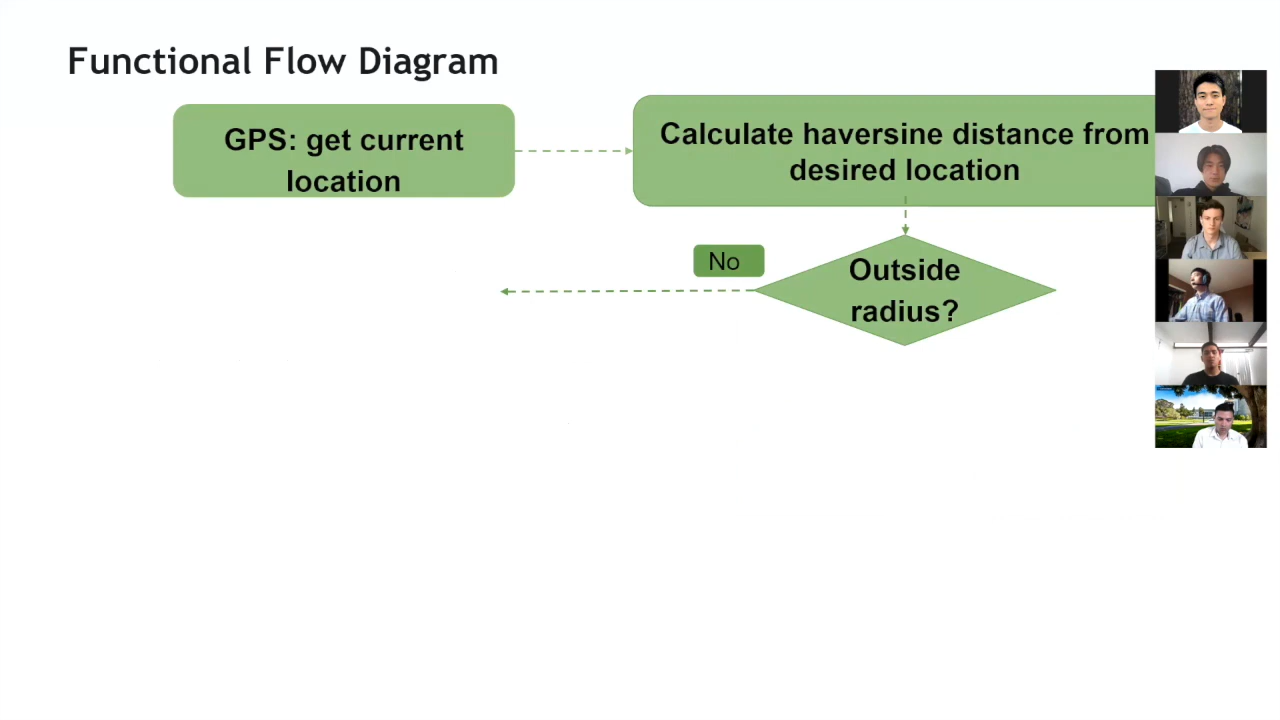 Functional Flow Diagram
GPS: get current
location
Calculate haversine distance from
desired location
No
Outside
radius?